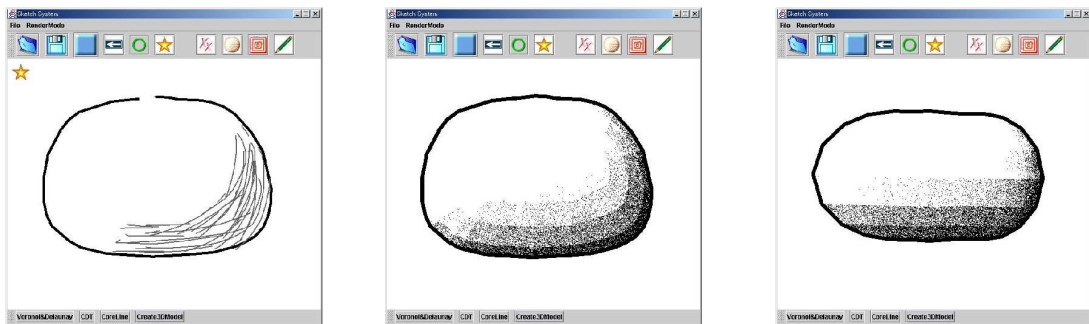 Sketch System
File RenderMode
Voronoi&Delaunay CDT CoreLine Create3DModel
Sketch System
File RenderMode
Voronoi&Delaunay CDT CoreLine Create3DModel
Sketch System
File RenderMode
Voronoi&Delaunay CDT CoreLine Create3DModel